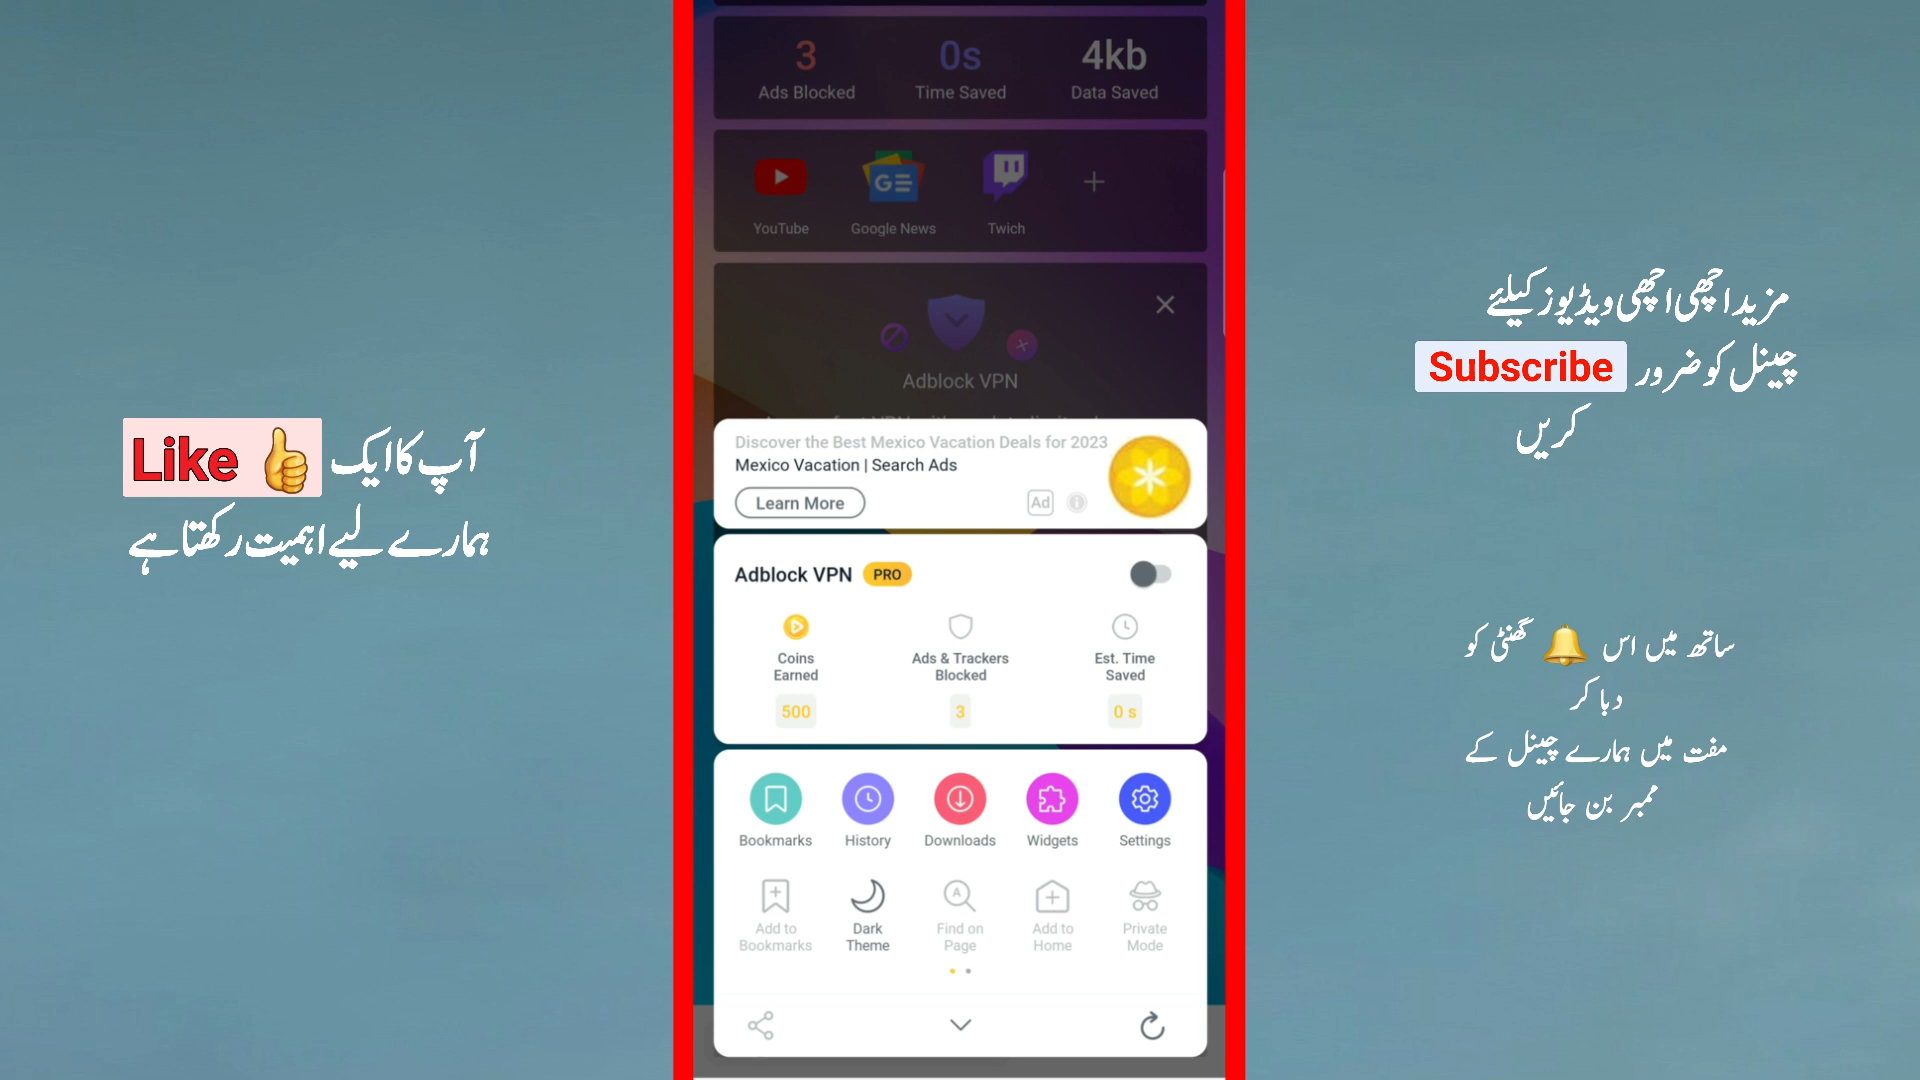 3 0s 4kb
Ads Blocked Time Saved Data Saved
YouTube Google News Twich
Adblock VPN
Discover the Best Mexico Vacation Deals for 2023
Mexico Vacation | Search Ads
Learn More Ad
Adblock VPN PRO
Coins Earned
Ads & Trackers Blocked
Est. Time Saved
500 3 0 s
Bookmarks History Downloads Widgets Settings
Add to Bookmarks
Dark Theme
Find on Page
Add to Home
Private Mode
آپ کا ایک Like 👍
ہمارے لیے اہمیت رکھتا ہے
مزید اچھی اچھی ویڈیوز کیلئے
چینل کو ضرور Subscribe
کریں
ساتھ میں اس 🔔 گھنٹی کو
دبا کر
مفت میں ہمارے چینل کے
ممبر بن جائیں